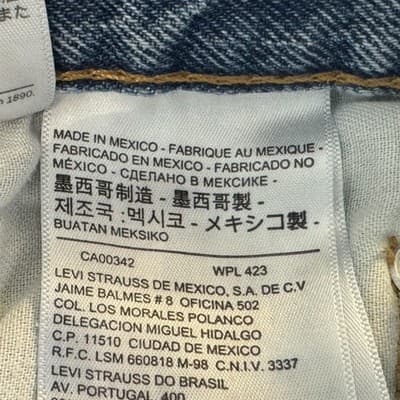 また
n 1890.
MADE IN MEXICO - FABRIQUE AU MEXIQUE -
FABRICADO EN MEXICO - FABRICADO NO
MÉXICO - СДЕЛАНО В МЕКСИКЕ -
墨西哥制造 - 墨西哥製 -
제조국 :멕시코 - メキシコ製 -
BUATAN MEKSIKO
CA00342 WPL 423
LEVI STRAUSS DE MEXICO, S.A. DE C.V
JAIME BALMES # 8 OFICINA 502
COL. LOS MORALES POLANCO
DELEGACION MIGUEL HIDALGO
C.P. 11510 CIUDAD DE MEXICO
R.F.C. LSM 660818 M-98 C.N.I.V. 3337
LEVI STRAUSS DO BRASIL
AV. PORTUGAL, 400